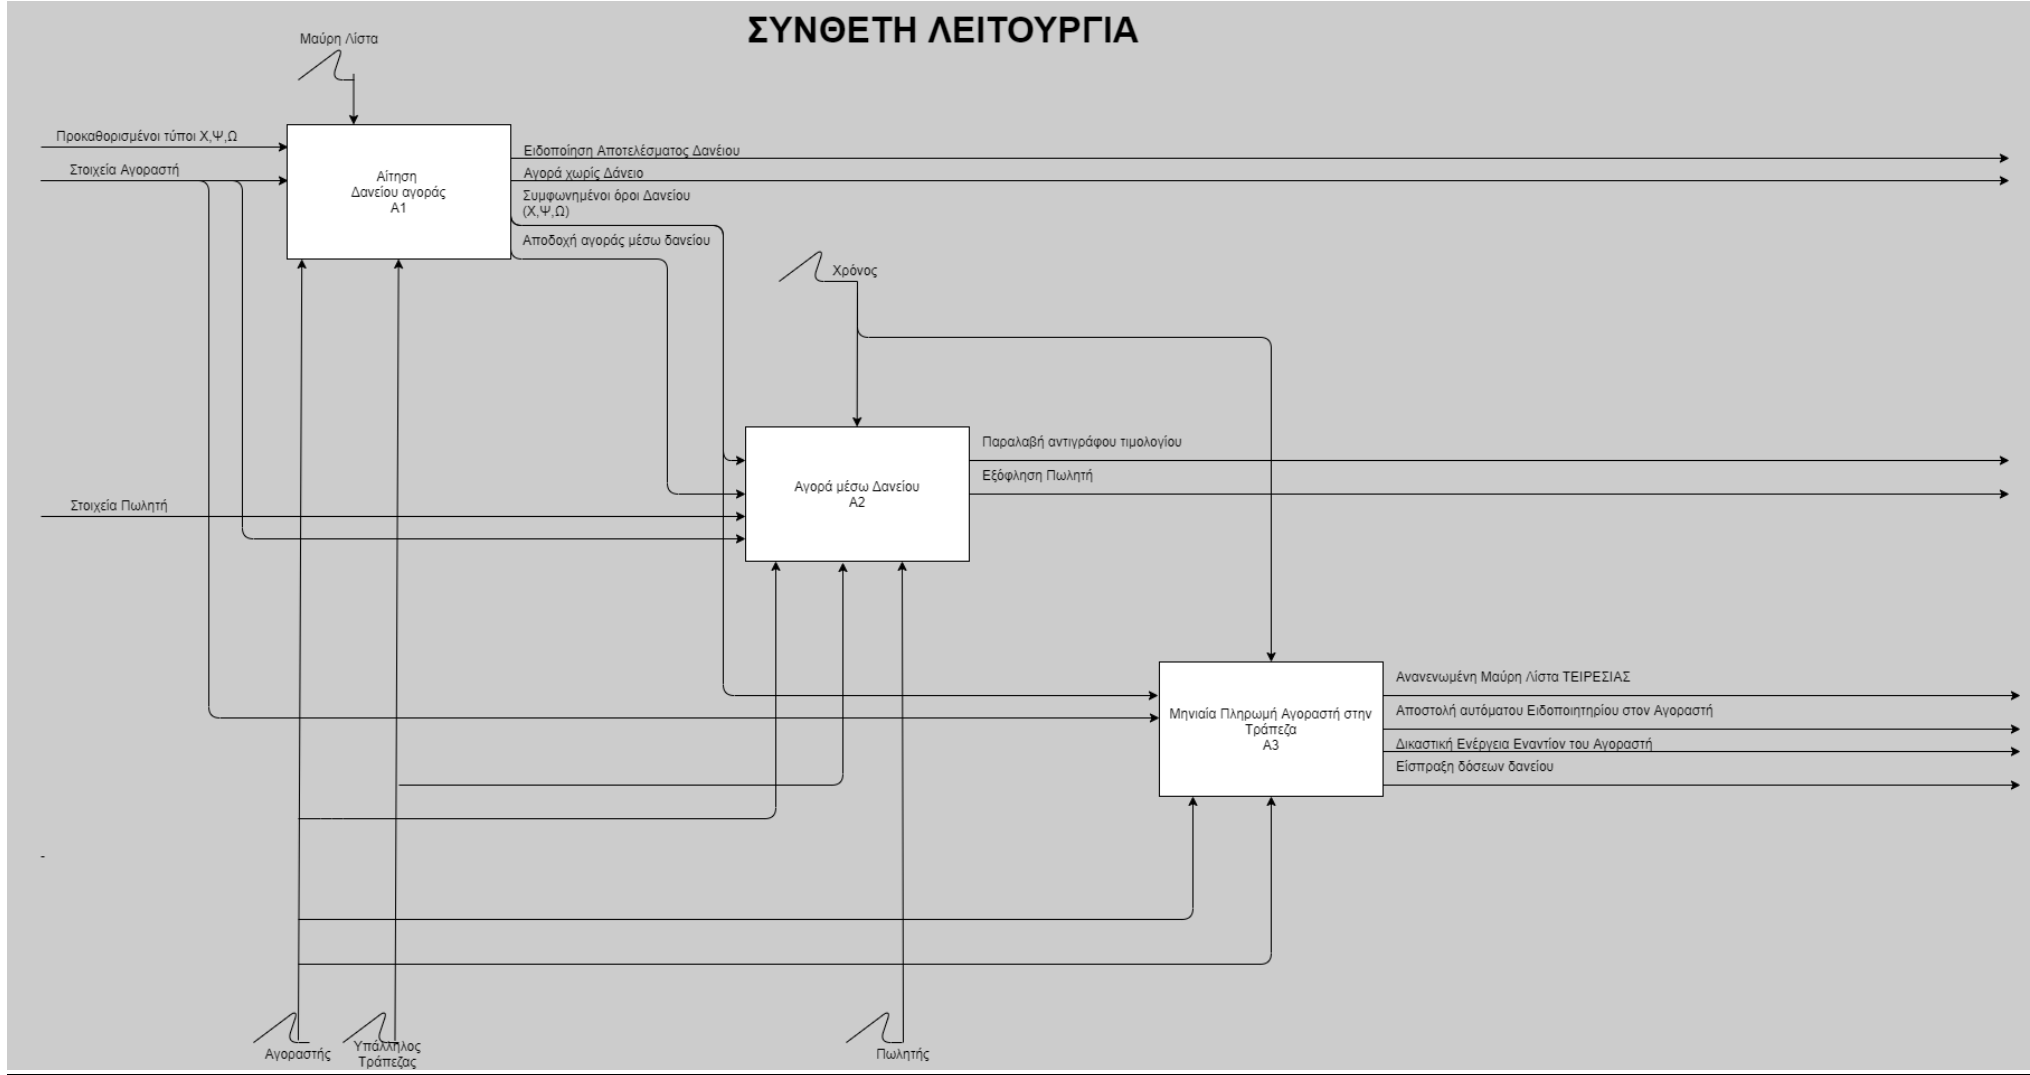 ΣΥΝΘΕΤΗ ΛΕΙΤΟΥΡΓΙΑ
Μαύρη Λίστα
Προκαθορισμένοι τύποι Χ,Ψ,Ω
Στοιχεία Αγοραστή
Αίτηση
Δανείου αγοράς
Α1
Ειδοποίηση Αποτελέσματος Δανέιου
Αγορά χωρίς Δάνειο
Συμφωνημένοι όροι Δανείου
(Χ,Ψ,Ω)
Αποδοχή αγοράς μέσω δανείου
Χρόνος
Στοιχεία Πωλητή
Αγορά μέσω Δανείου
Α2
Παραλαβή αντιγράφου τιμολογίου
Εξόφληση Πωλητή
Μηνιαία Πληρωμή Αγοραστή στην
Τράπεζα
Α3
Ανανενωμένη Μαύρη Λίστα ΤΕΙΡΕΣΙΑΣ
Αποστολή αυτόματου Ειδοποιητηρίου στον Αγοραστή
Δικαστική Ενέργεια Εναντίον του Αγοραστή
Είσπραξη δόσεων δανείου
-
Αγοραστής
Υπάλληλος
Τράπεζας
Πωλητής